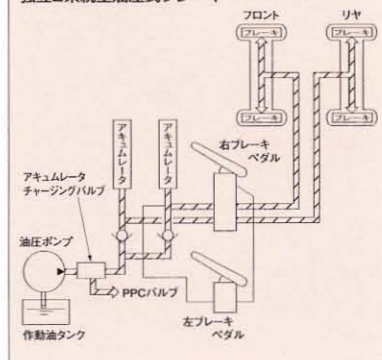 フロント
リヤ
ブレーキ
ブレーキ
ブレーキ
ブレーキ
アキュムレータ
アキュムレータ
右ブレーキ
ペダル
アキュムレータ
チャージングバルブ
油圧ポンプ
PPCバルブ
作動油タンク
左ブレーキ
ペダル